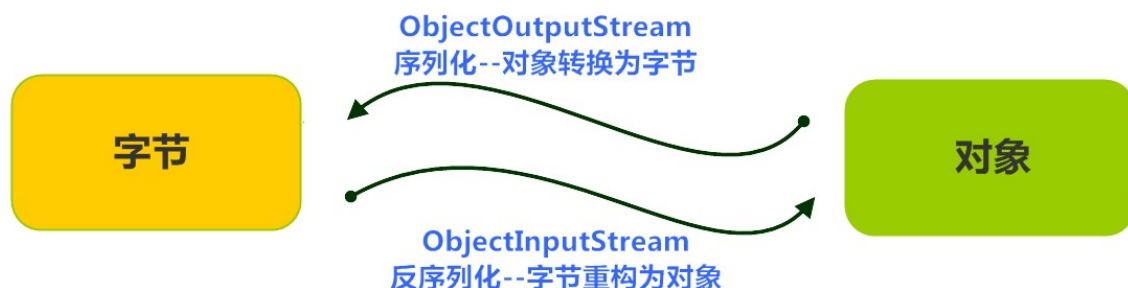 ObjectOutputStream
序列化--对象转换为字节
字节
对象
ObjectInputStream
反序列化--字节重构为对象